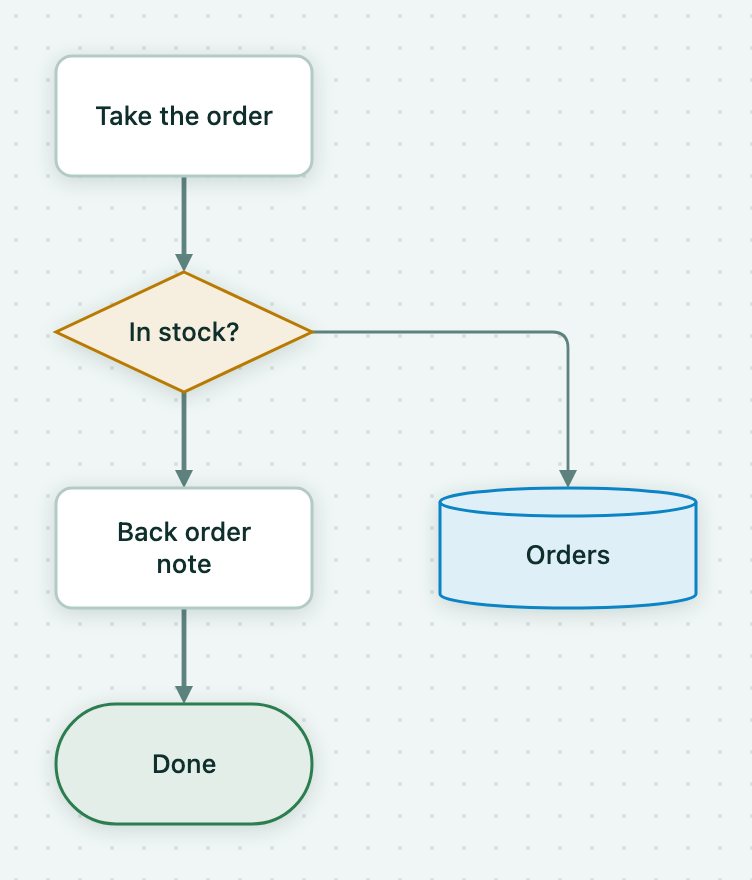 Take the order
In stock?
Back order
note
Orders
Done